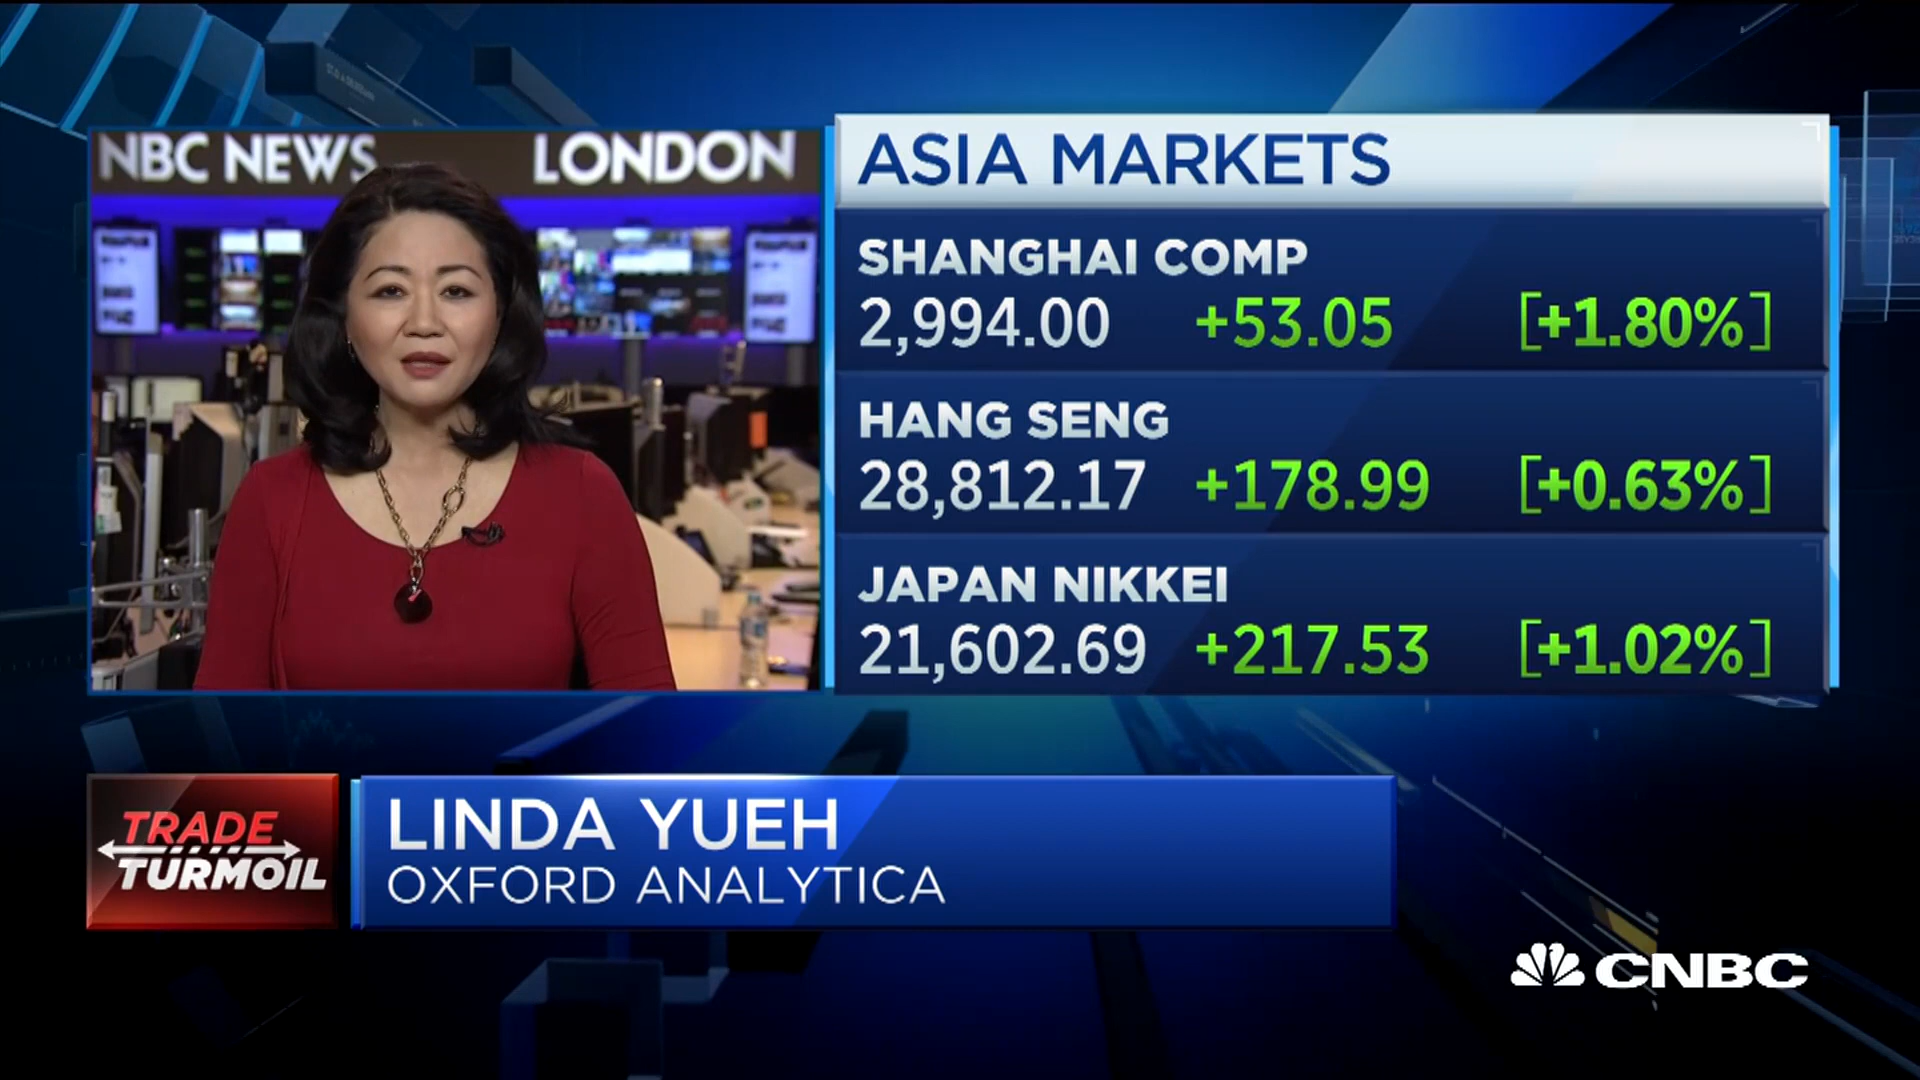 NBC NEWS LONDON
ASIA MARKETS
SHANGHAI COMP
2,994.00 +53.05 [+1.80%]
HANG SENG
28,812.17 +178.99 [+0.63%]
JAPAN NIKKEI
21,602.69 +217.53 [+1.02%]
TRADE
TURMOIL
LINDA YUEH
OXFORD ANALYTICA
CNBC